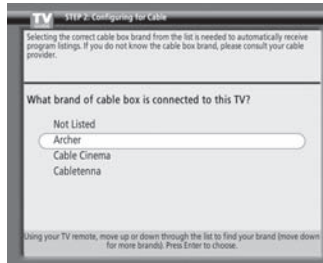 TV STEP 2: Configuring for Cable
Selecting the correct cable box brand from the list is needed to automatically receive
program listings. If you do not know the cable box brand, please consult your cable
provider.
What brand of cable box is connected to this TV?
Not Listed
Archer
Cable Cinema
Cabletenna
Using your TV remote, move up or down through the list to find your brand (move down
for more brands). Press Enter to choose.